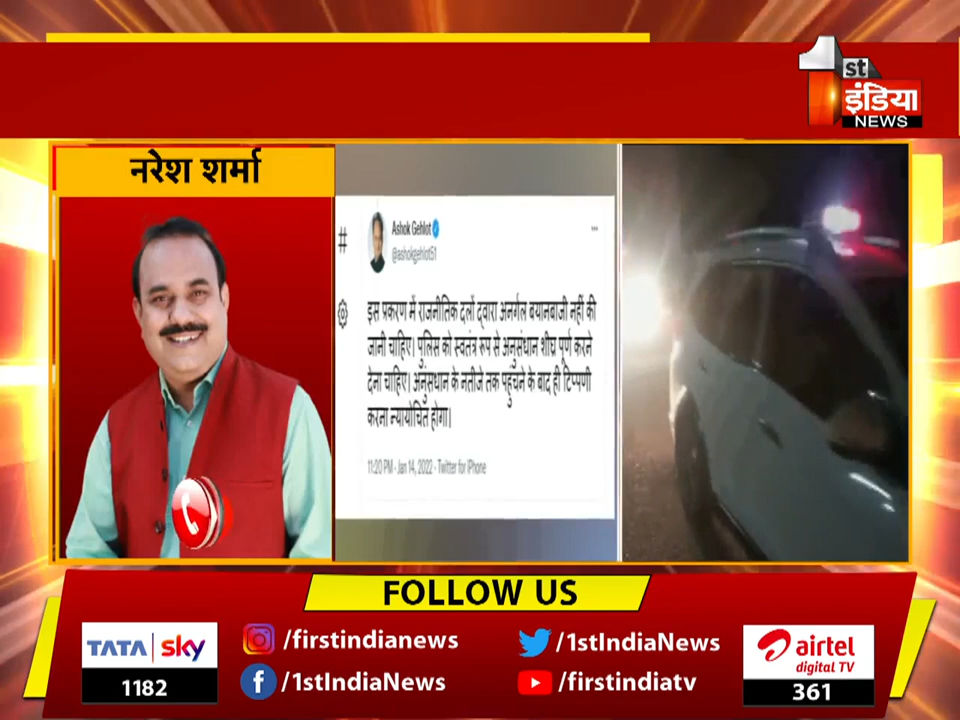 1st
इंडिया
NEWS
नरेश शर्मा
#
Ashok Gehlot
@ashokgehlot51
इस प्रकरण में राजनीतिक दलों द्वारा अनर्गल बयानबाजी नहीं की
जानी चाहिए। पुलिस को स्वतंत्र रुप से अनुसंधान शीघ्र पूर्ण करने
देना चाहिए। अनुसंधान के नतीजे तक पहुंचने के बाद ही टिप्पणी
करना न्यायोचित होगा।
11:20 PM · Jan 14, 2022 · Twitter for iPhone
FOLLOW US
TATA sky
1182
/firstindianews
/1stIndiaNews
/1stIndiaNews
/firstindiatv
airtel
digital TV
361